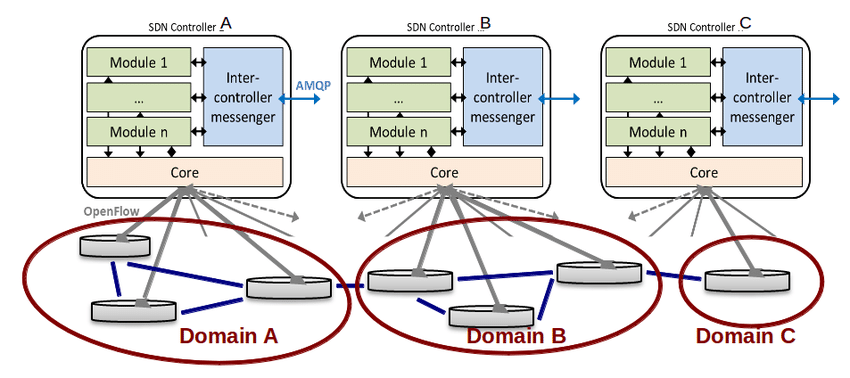 SDN Controller A
SDN Controller B
SDN Controller C
Module 1
...
Module n
Inter-
controller
messenger
AMQP
Core
Module 1
...
Module n
Inter-
controller
messenger
Core
Module 1
...
Module n
Inter-
controller
messenger
Core
OpenFlow
Domain A
Domain B
Domain C